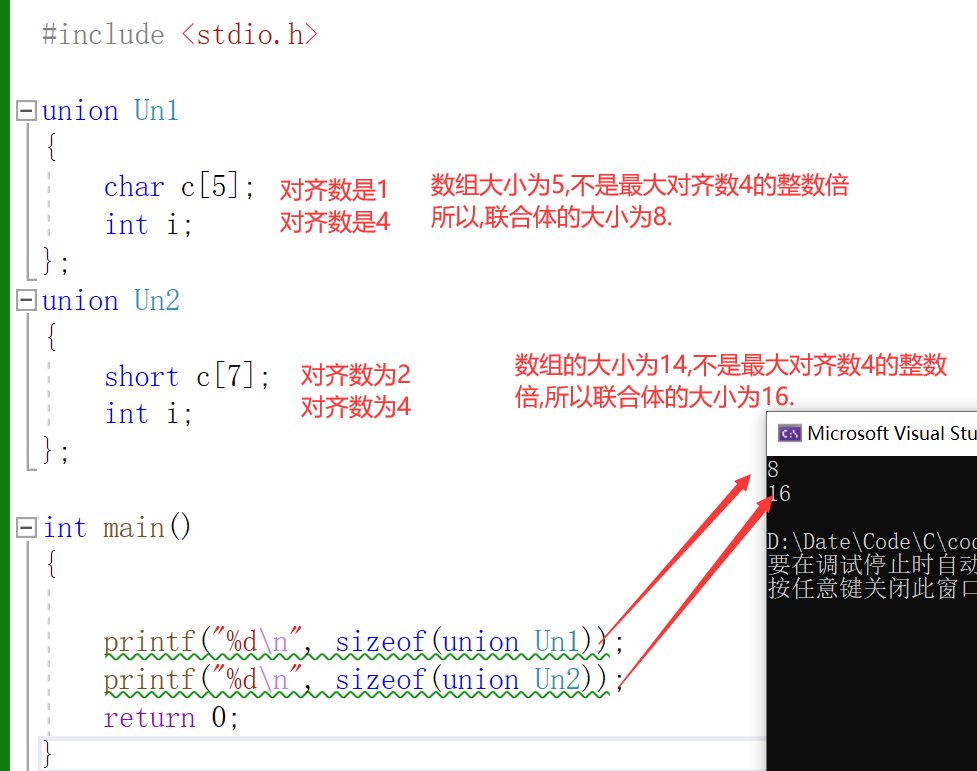 #include <stdio.h>
union Un1
{
char c[5]; 对齐数是1 数组大小为5,不是最大对齐数4的整数倍
int i; 对齐数是4 所以,联合体的大小为8.
};
union Un2
{
short c[7]; 对齐数为2 数组的大小为14,不是最大对齐数4的整数
int i; 对齐数为4 倍,所以联合体的大小为16.
};
Microsoft Visual Stu
8
16
int main()
{
D:\Date\Code\C\coc
要在调试停止时自动
按任意键关闭此窗口
printf("%d\n", sizeof(union Un1));
printf("%d\n", sizeof(union Un2));
return 0;
}